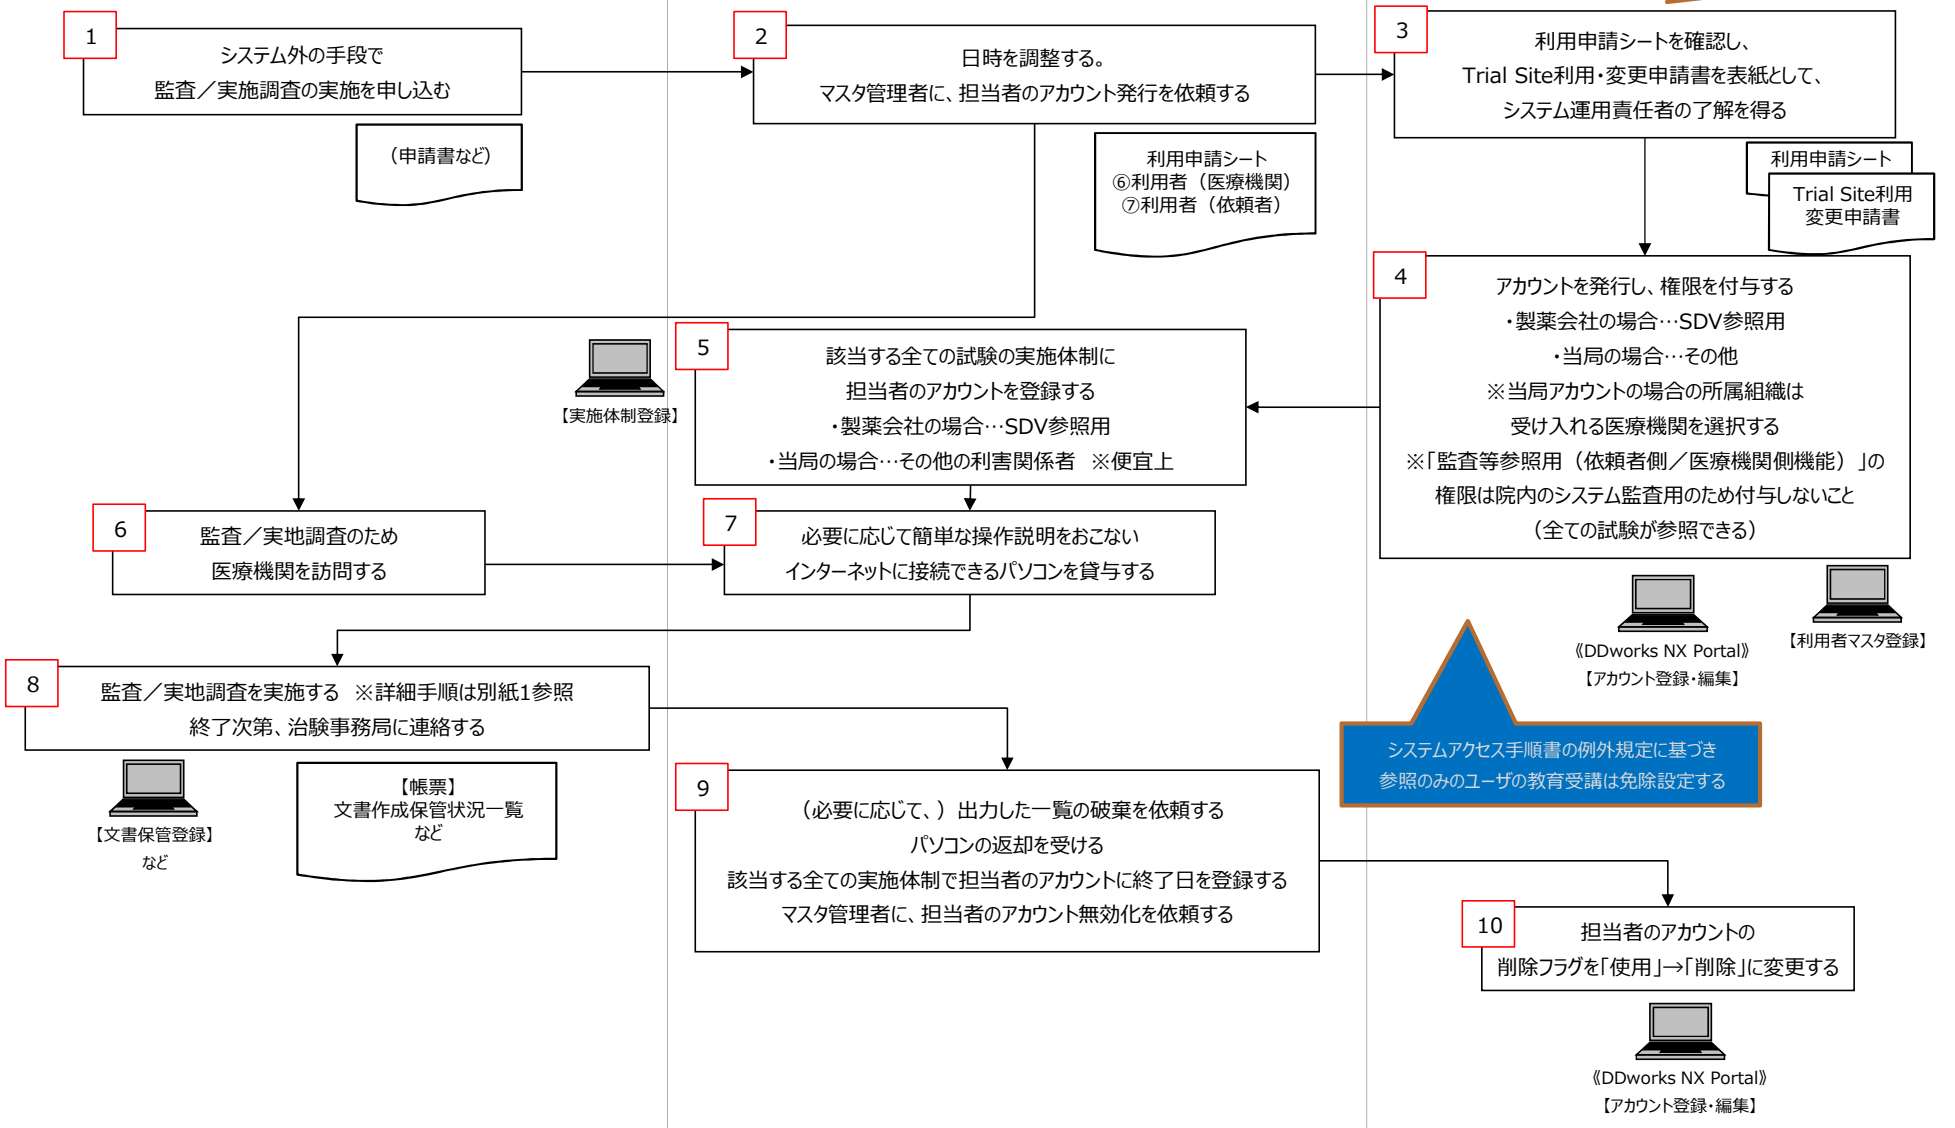 1
システム外の手段で
監査／実施調査の実施を申し込む
（申請書など）
2
日時を調整する。
マスタ管理者に、担当者のアカウント発行を依頼する
利用申請シート
⑥利用者（医療機関）
⑦利用者（依頼者）
3
利用申請シートを確認し、
Trial Site利用・変更申請書を表紙として、
システム運用責任者の了解を得る
利用申請シート
Trial Site利用
変更申請書
4
アカウントを発行し、権限を付与する
・製薬会社の場合…SDV参照用
・当局の場合…その他
※当局アカウントの場合の所属組織は
受け入れる医療機関を選択する
※「監査等参照用（依頼者側／医療機関側機能）」の
権限は院内のシステム監査用のため付与しないこと
（全ての試験が参照できる）
《DDworks NX Portal》
【アカウント登録・編集】
【利用者マスタ登録】
5
該当する全ての試験の実施体制に
担当者のアカウントを登録する
・製薬会社の場合…SDV参照用
・当局の場合…その他の利害関係者　※便宜上
【実施体制登録】
6
監査／実地調査のため
医療機関を訪問する
7
必要に応じて簡単な操作説明をおこない
インターネットに接続できるパソコンを貸与する
8
監査／実地調査を実施する　※詳細手順は別紙1参照
終了次第、治験事務局に連絡する
【文書保管登録】
など
【帳票】
文書作成保管状況一覧
など
システムアクセス手順書の例外規定に基づき
参照のみのユーザの教育受講は免除設定する
9
（必要に応じて、）出力した一覧の破棄を依頼する
パソコンの返却を受ける
該当する全ての実施体制で担当者のアカウントに終了日を登録する
マスタ管理者に、担当者のアカウント無効化を依頼する
10
担当者のアカウントの
削除フラグを「使用」→「削除」に変更する
《DDworks NX Portal》
【アカウント登録・編集】